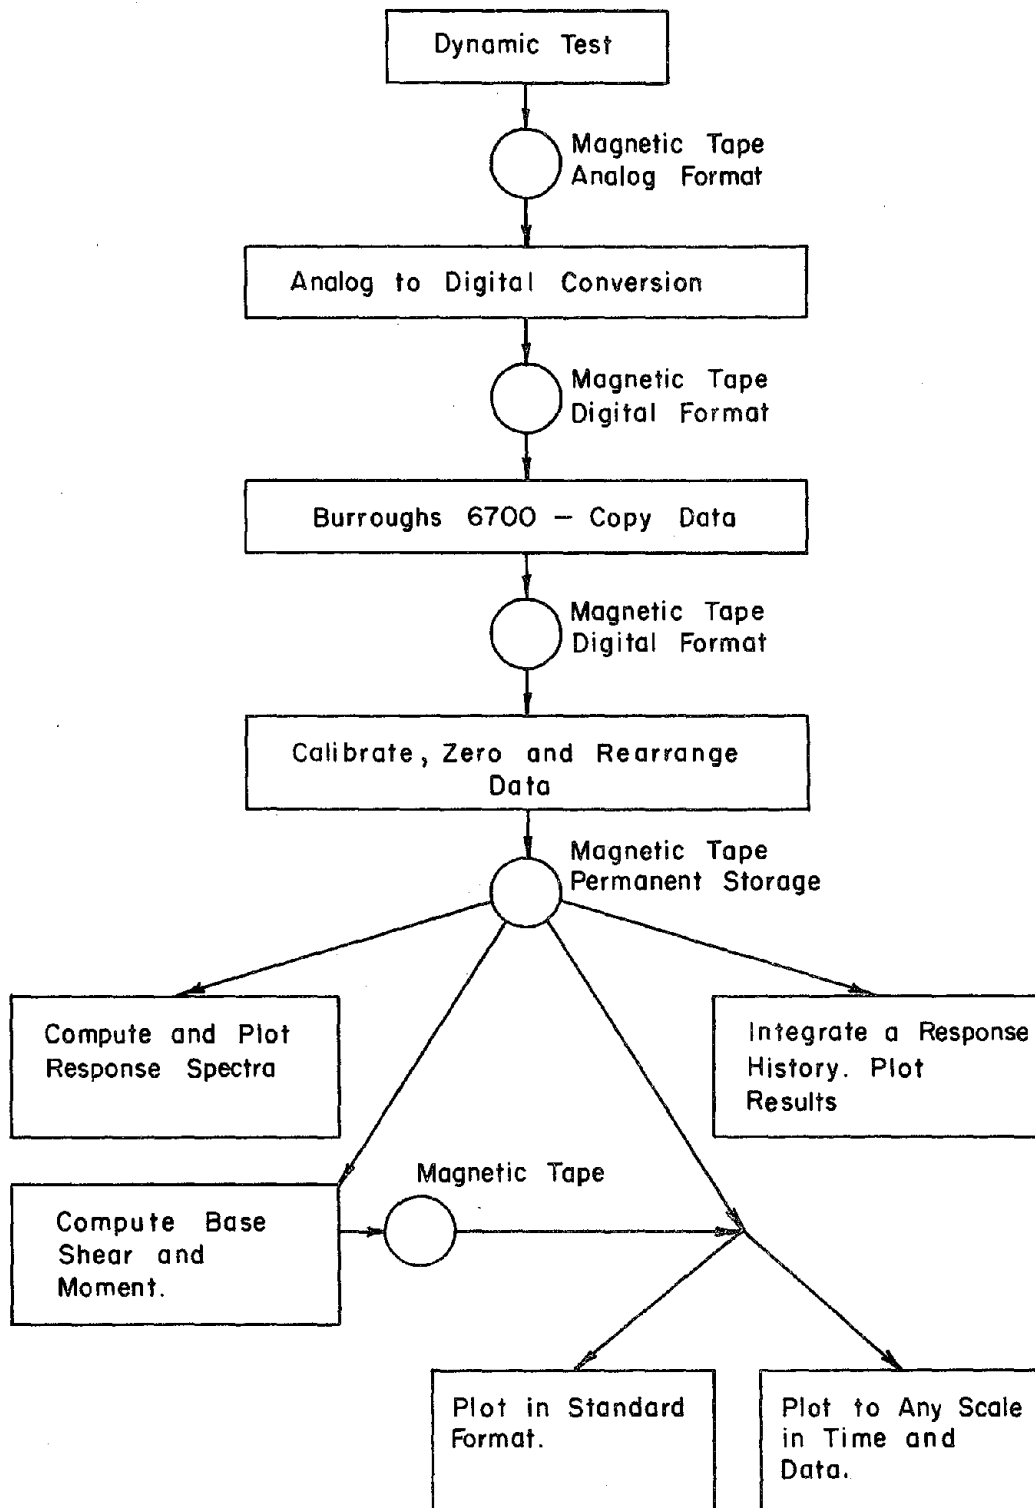 Dynamic Test
Magnetic Tape
Analog Format
Analog to Digital Conversion
Magnetic Tape
Digital Format
Burroughs 6700 – Copy Data
Magnetic Tape
Digital Format
Calibrate, Zero and Rearrange
Data
Magnetic Tape
Permanent Storage
Compute and Plot
Response Spectra
Integrate a Response
History. Plot
Results
Magnetic Tape
Compute Base
Shear and
Moment.
Plot in Standard
Format.
Plot to Any Scale
in Time and
Data.